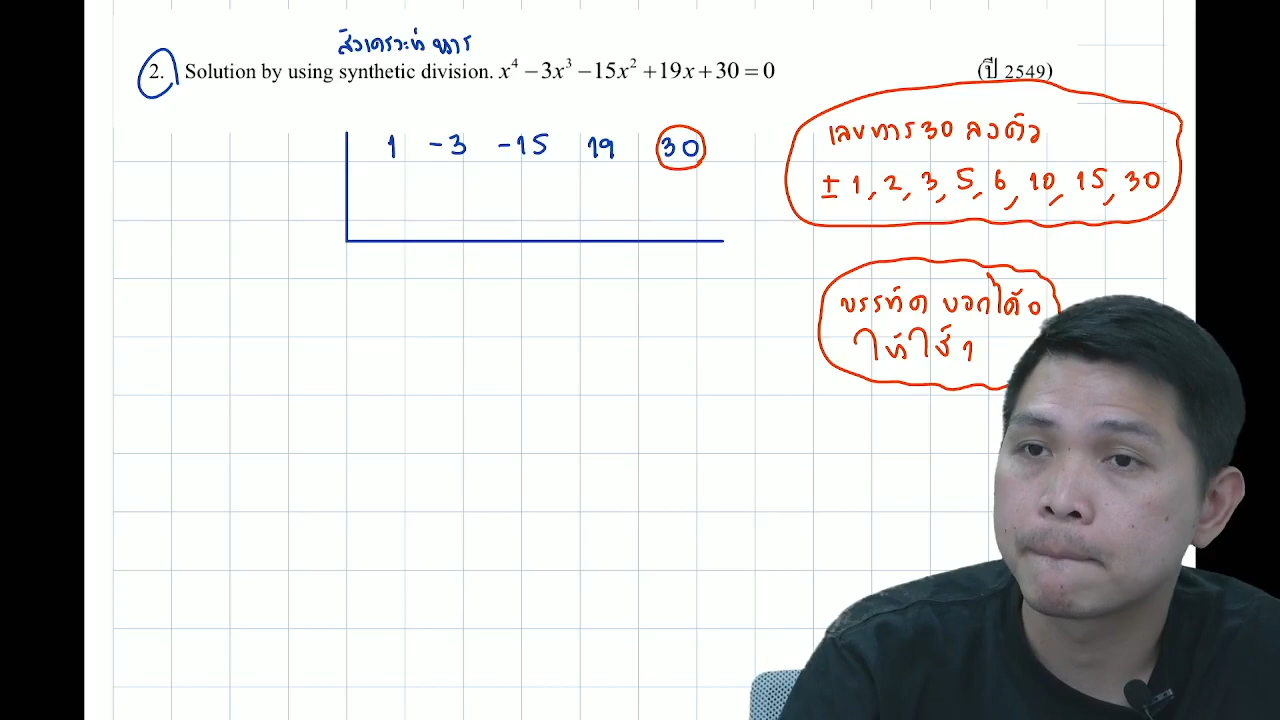 สังเคราะห์ หาร
2. Solution by using synthetic division. x⁴ − 3x³ − 15x² + 19x + 30 = 0 (ปี 2549)
1 -3 -15 19 30
เลขหาร 30 ลงตัว
± 1, 2, 3, 5, 6, 10, 15, 30
บรรทัด บวกได้ 0
ให้ใช้ 1